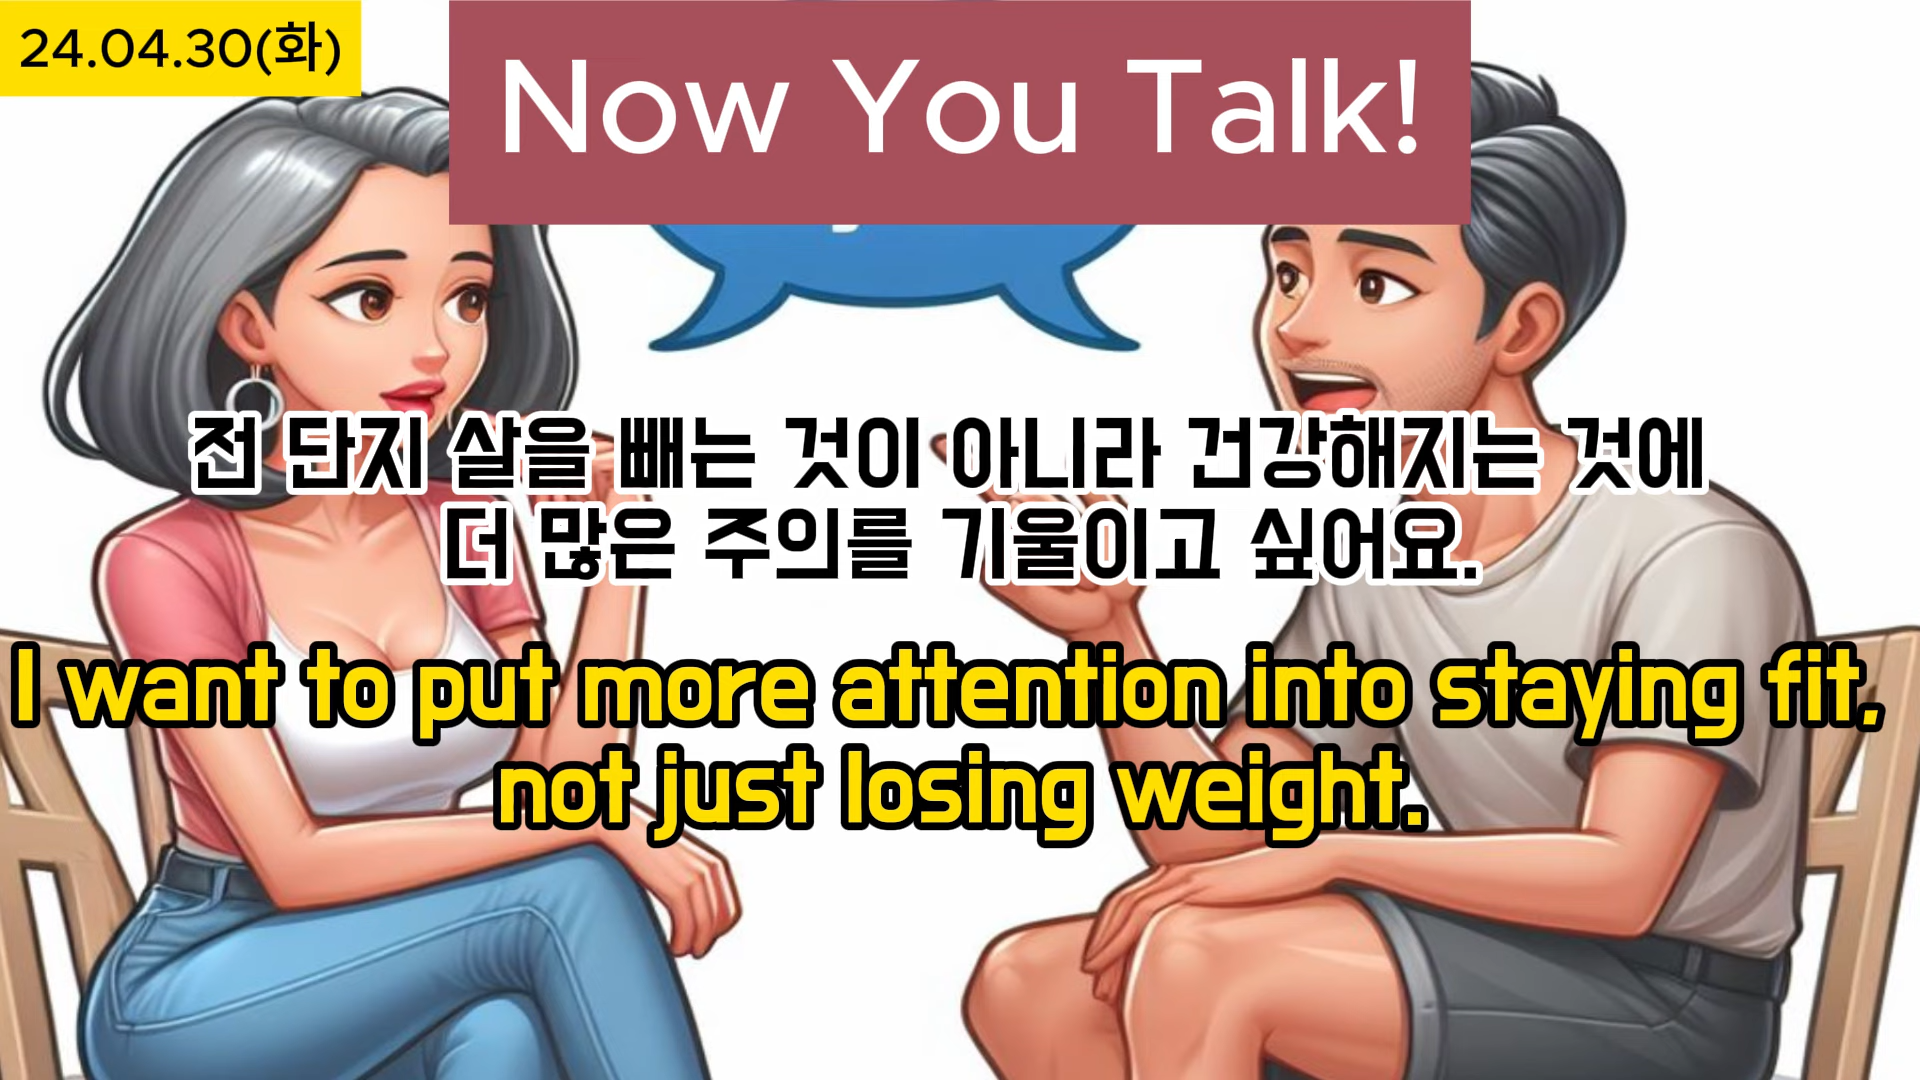 24.04.30(화)
Now You Talk!
전 단지 살을 빼는 것이 아니라 건강해지는 것에
더 많은 주의를 기울이고 싶어요.
I want to put more attention into staying fit,
not just losing weight.